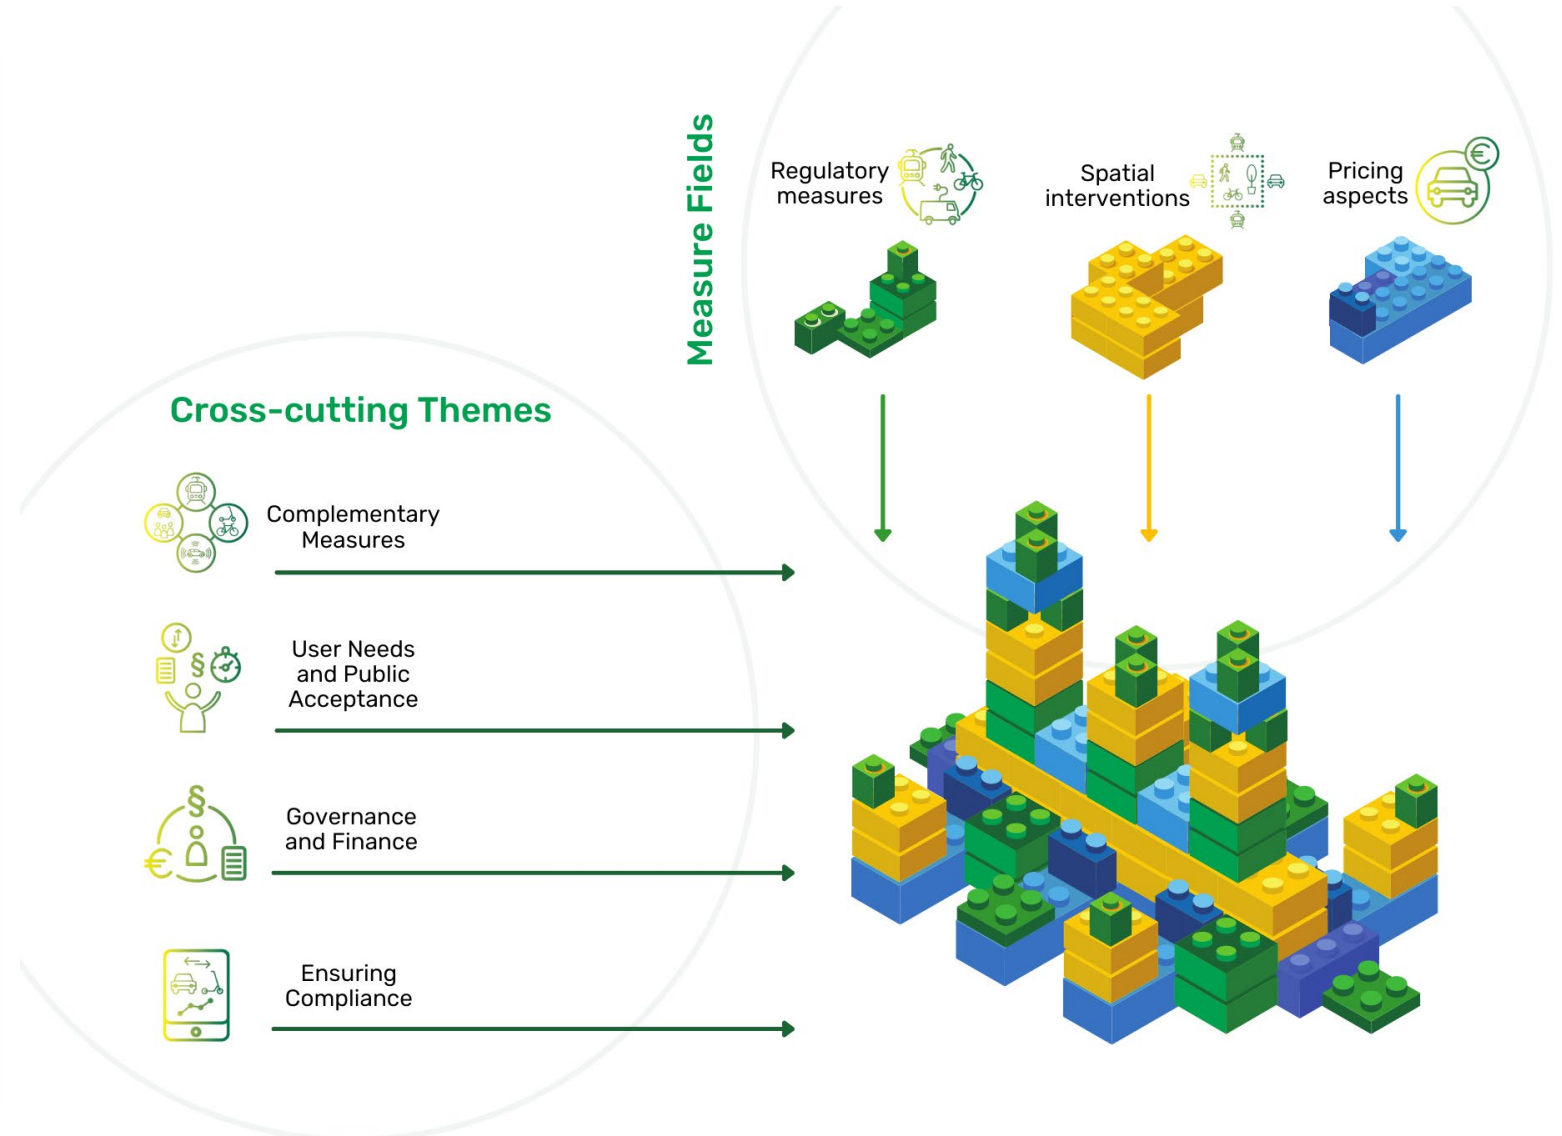 Measure Fields
Regulatory
measures
Spatial
interventions
Pricing
aspects
€
Cross-cutting Themes
Complementary
Measures
§
User Needs
and Public
Acceptance
§
€
Governance
and Finance
Ensuring
Compliance